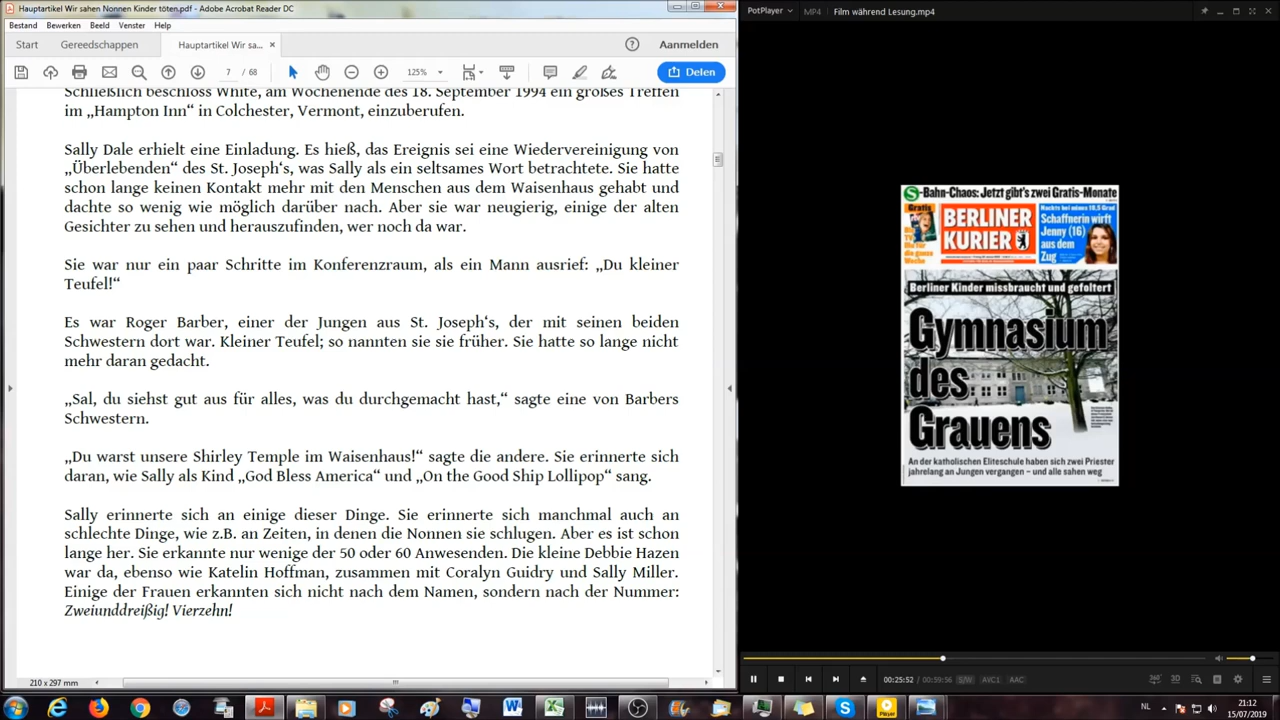 Hauptartikel Wir sahen Nonnen Kinder töten.pdf - Adobe Acrobat Reader DC
Bestand Bewerken Beeld Venster Help
Start Gereedschappen Hauptartikel Wir sa... × Aanmelden
7 / 68 125% Delen
Schließlich beschloss White, am Wochenende des 18. September 1994 ein großes Treffen
im „Hampton Inn“ in Colchester, Vermont, einzuberufen.
Sally Dale erhielt eine Einladung. Es hieß, das Ereignis sei eine Wiedervereinigung von
„Überlebenden“ des St. Joseph‘s, was Sally als ein seltsames Wort betrachtete. Sie hatte
schon lange keinen Kontakt mehr mit den Menschen aus dem Waisenhaus gehabt und
dachte so wenig wie möglich darüber nach. Aber sie war neugierig, einige der alten
Gesichter zu sehen und herauszufinden, wer noch da war.
Sie war nur ein paar Schritte im Konferenzraum, als ein Mann ausrief: „Du kleiner
Teufel!“
Es war Roger Barber, einer der Jungen aus St. Joseph‘s, der mit seinen beiden
Schwestern dort war. Kleiner Teufel; so nannten sie sie früher. Sie hatte so lange nicht
mehr daran gedacht.
„Sal, du siehst gut aus für alles, was du durchgemacht hast,“ sagte eine von Barbers
Schwestern.
„Du warst unsere Shirley Temple im Waisenhaus!“ sagte die andere. Sie erinnerte sich
daran, wie Sally als Kind „God Bless America“ und „On the Good Ship Lollipop“ sang.
Sally erinnerte sich an einige dieser Dinge. Sie erinnerte sich manchmal auch an
schlechte Dinge, wie z.B. an Zeiten, in denen die Nonnen sie schlugen. Aber es ist schon
lange her. Sie erkannte nur wenige der 50 oder 60 Anwesenden. Die kleine Debbie Hazen
war da, ebenso wie Katelin Hoffman, zusammen mit Coralyn Guidry und Sally Miller.
Einige der Frauen erkannten sich nicht nach dem Namen, sondern nach der Nummer:
Zweiunddreißig! Vierzehn!
210 x 297 mm
PotPlayer MP4 Film während Lesung.mp4
S-Bahn-Chaos: Jetzt gibt's zwei Gratis-Monate
Gratis
BERLINER
KURIER
Nachts bei minus 18,5 Grad
Schaffnerin wirft
Jenny (16)
aus dem
Zug
Berliner Kinder missbraucht und gefoltert
Gymnasium
des
Grauens
An der katholischen Eliteschule haben sich zwei Priester
jahrelang an Jungen vergangen – und alle sahen weg
00:25:52 / 00:59:56 S/W AVC1 AAC
360° 3D
NL 21:12
15/07/2019